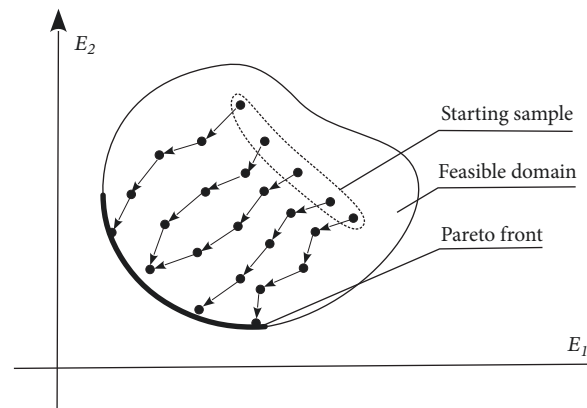 E₂
Starting sample
Feasible domain
Pareto front
E₁